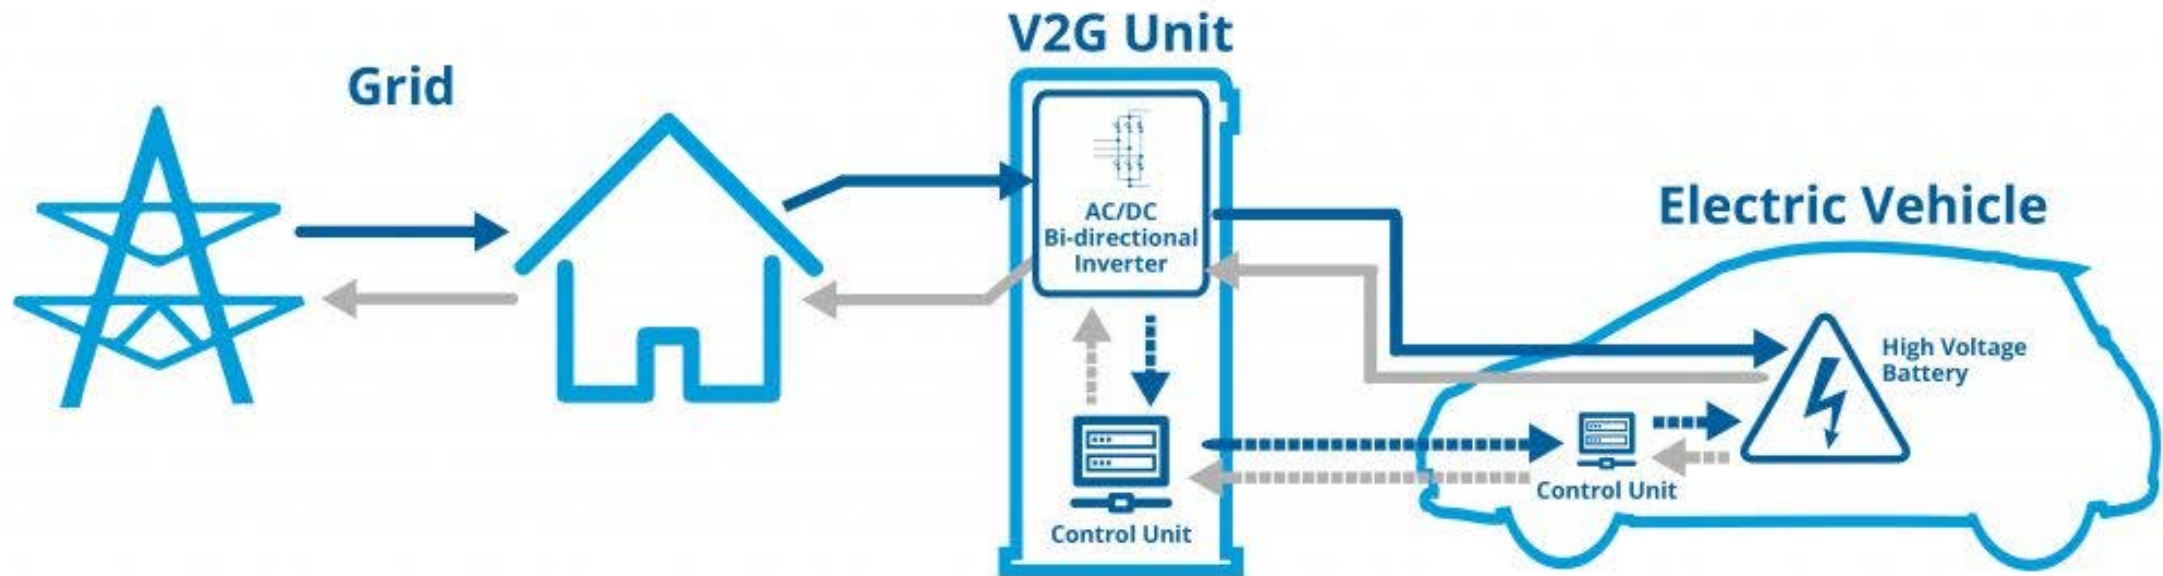 V2G Unit
Grid
AC/DC
Bi-directional
Inverter
Electric Vehicle
High Voltage
Battery
Control Unit
Control Unit